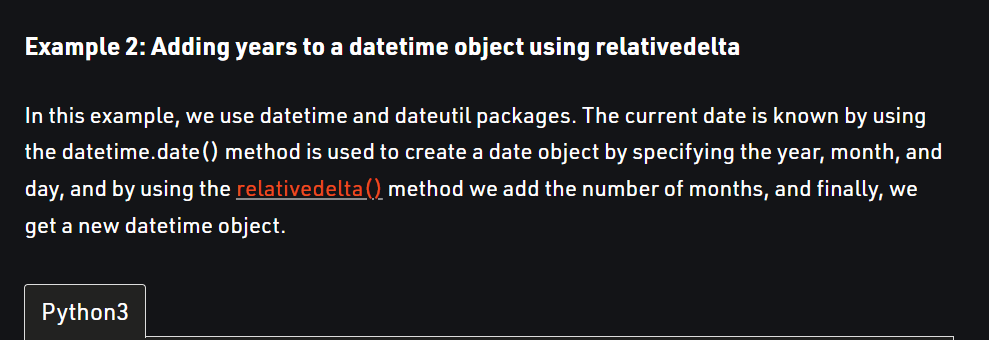 Example 2: Adding years to a datetime object using relativedelta
In this example, we use datetime and dateutil packages. The current date is known by using
the datetime.date() method is used to create a date object by specifying the year, month, and
day, and by using the relativedelta() method we add the number of months, and finally, we
get a new datetime object.
Python3